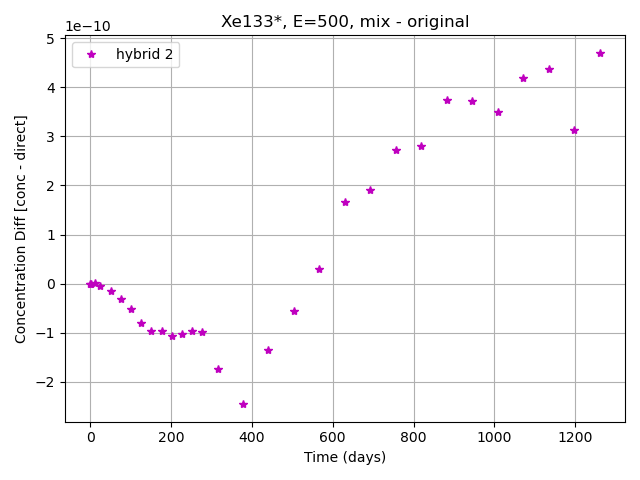 Xe133*, E=500, mix - original
1e−10
hybrid 2
5
4
3
2
1
0
−1
−2
Concentration Diff [conc - direct]
0 200 400 600 800 1000 1200
Time (days)